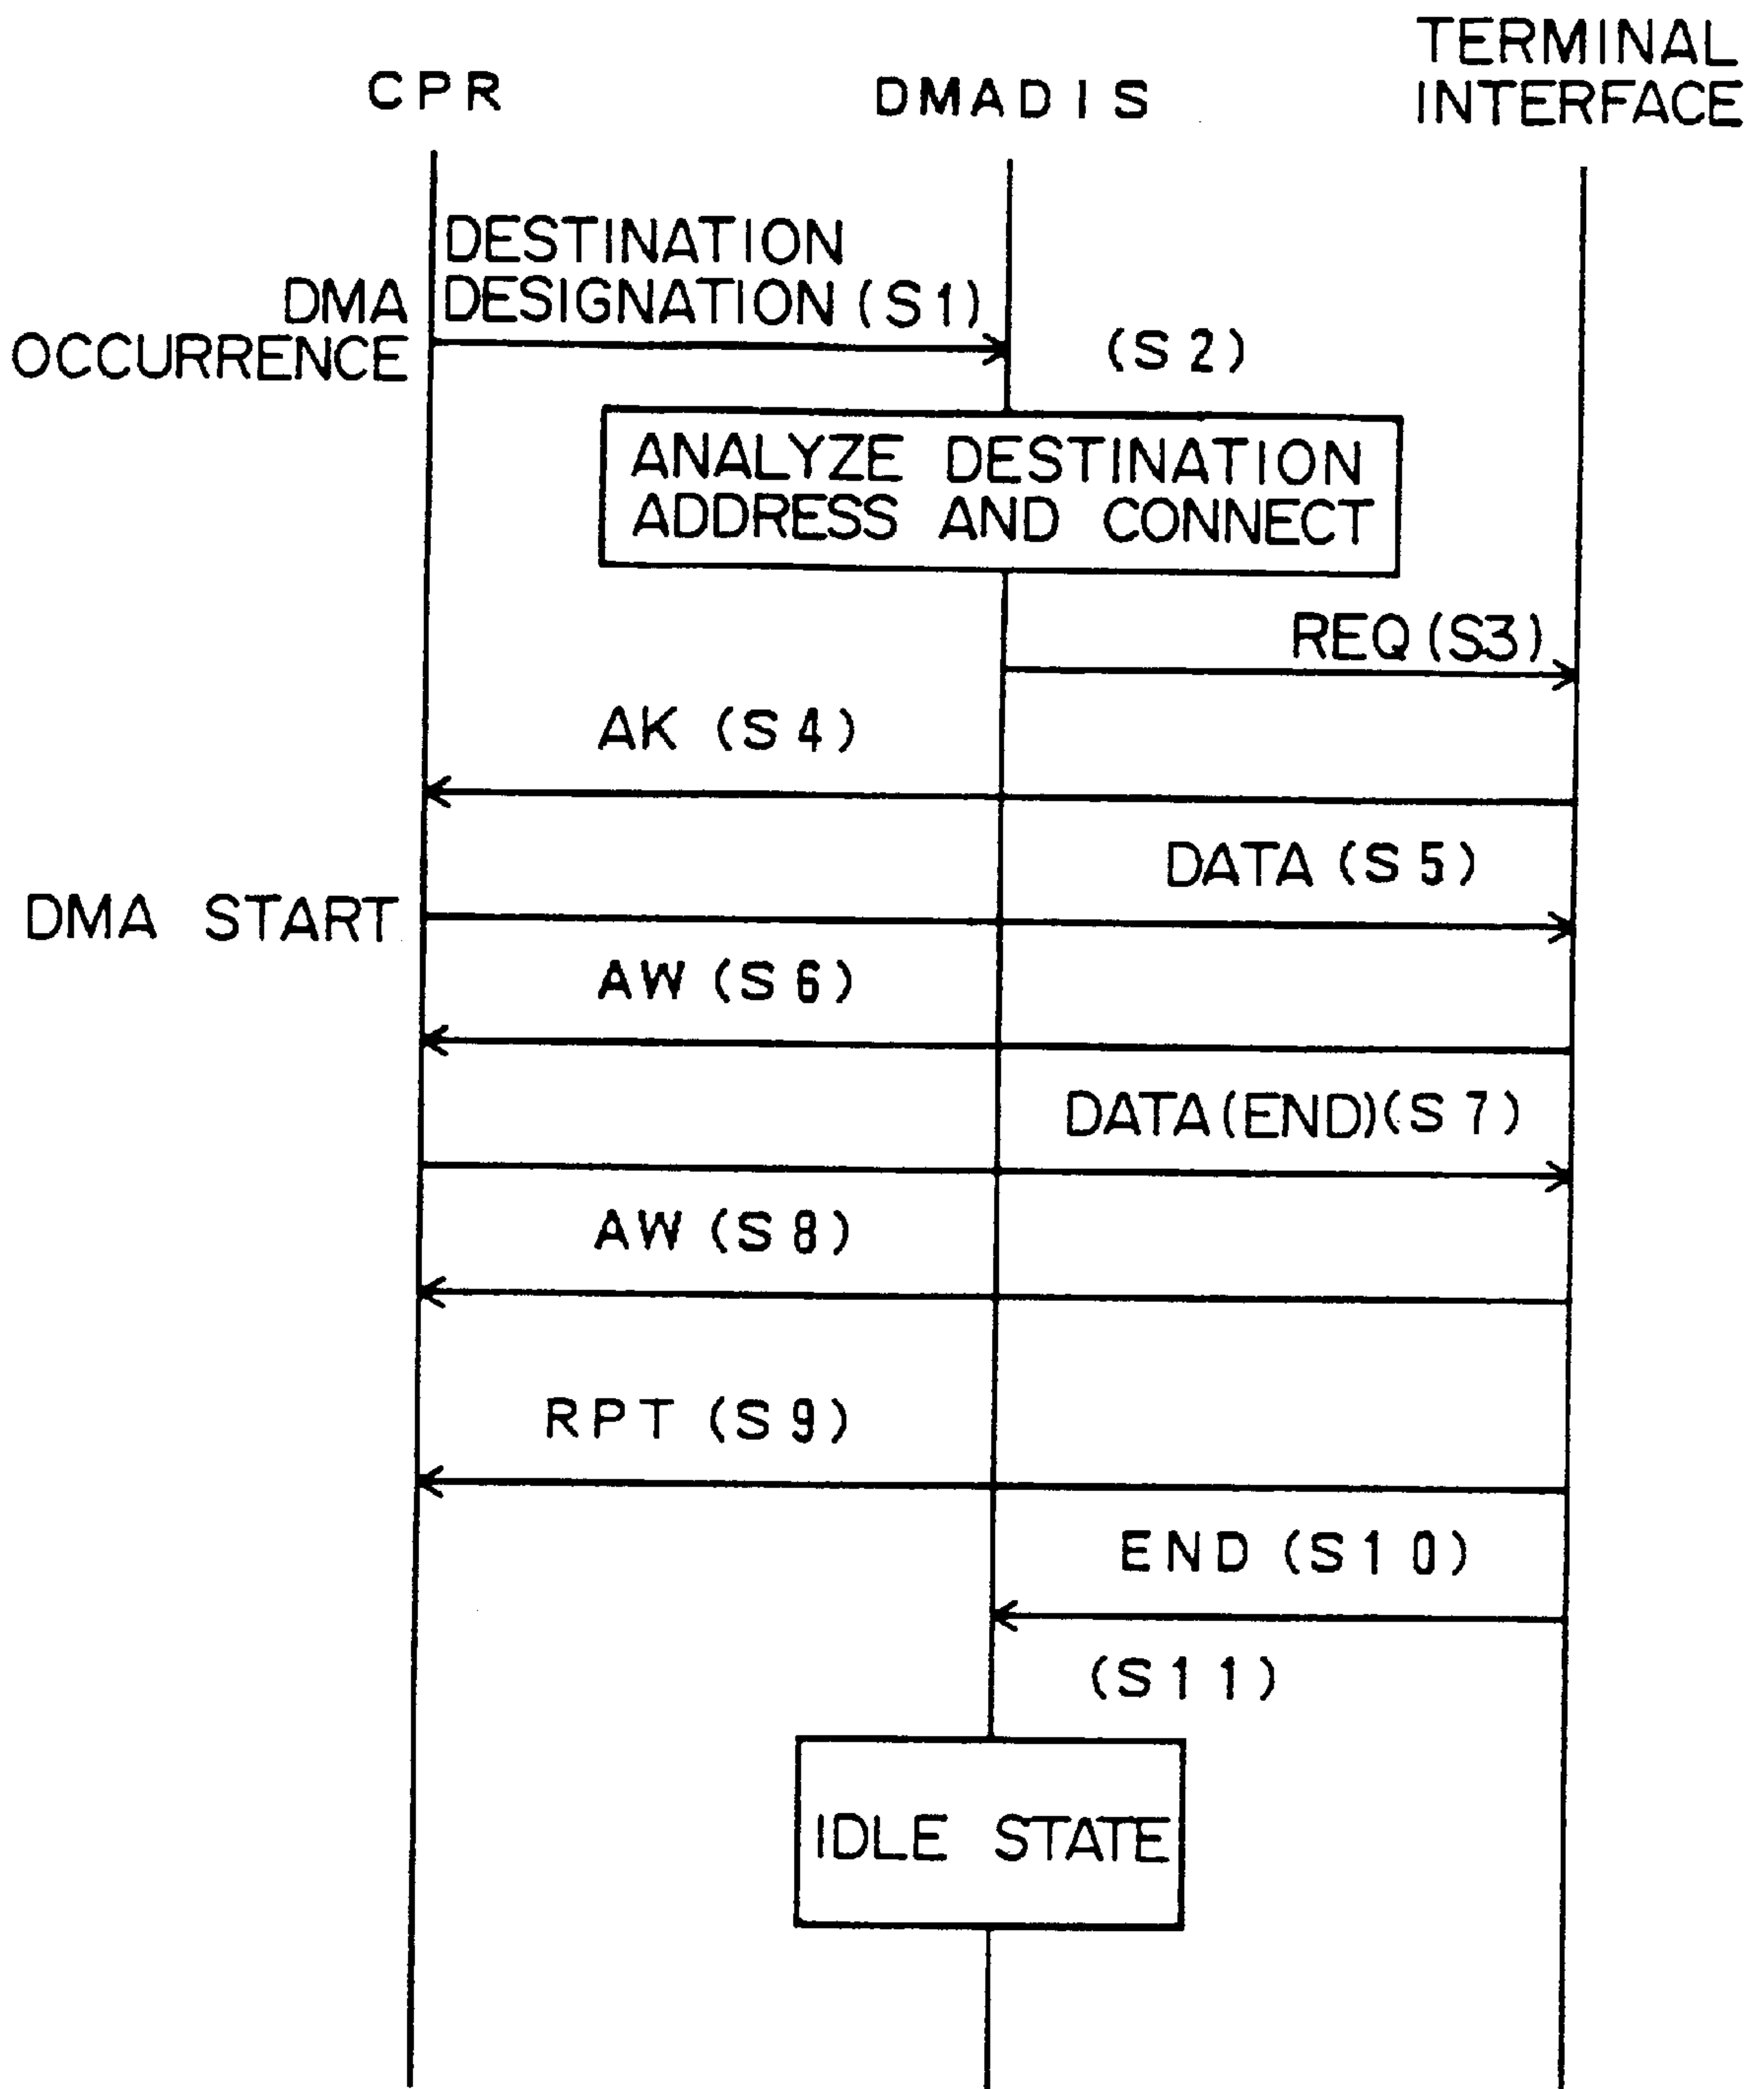 CPR
DMADIS
TERMINAL
INTERFACE
DESTINATION
DESIGNATION (S1)
DMA
OCCURRENCE
(S2)
ANALYZE DESTINATION
ADDRESS AND CONNECT
REQ (S3)
AK (S4)
DATA (S5)
DMA START
AW (S6)
DATA(END)(S7)
AW (S8)
RPT (S9)
END (S10)
(S11)
IDLE STATE